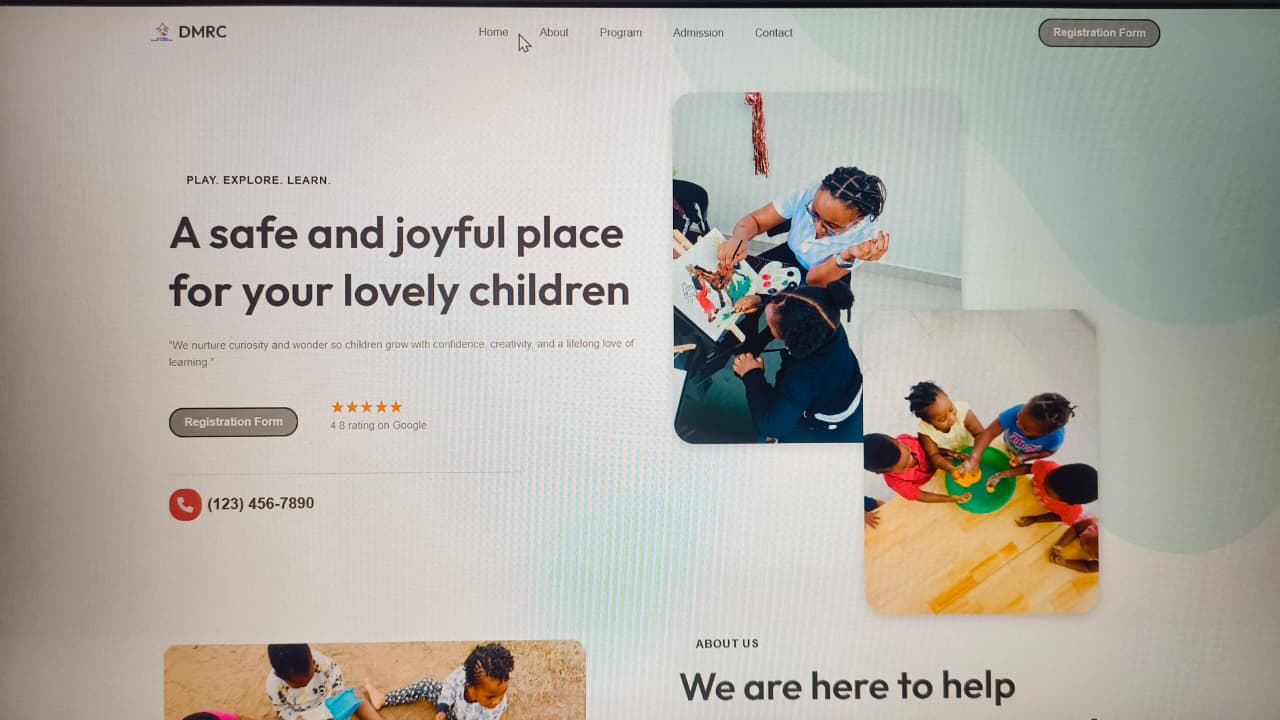 DMRC
Home About Program Admission Contact
Registration Form
PLAY. EXPLORE. LEARN.
A safe and joyful place
for your lovely children
"We nurture curiosity and wonder so children grow with confidence, creativity, and a lifelong love of
learning "
Registration Form
★★★★★
4.8 rating on Google
(123) 456-7890
ABOUT US
We are here to help